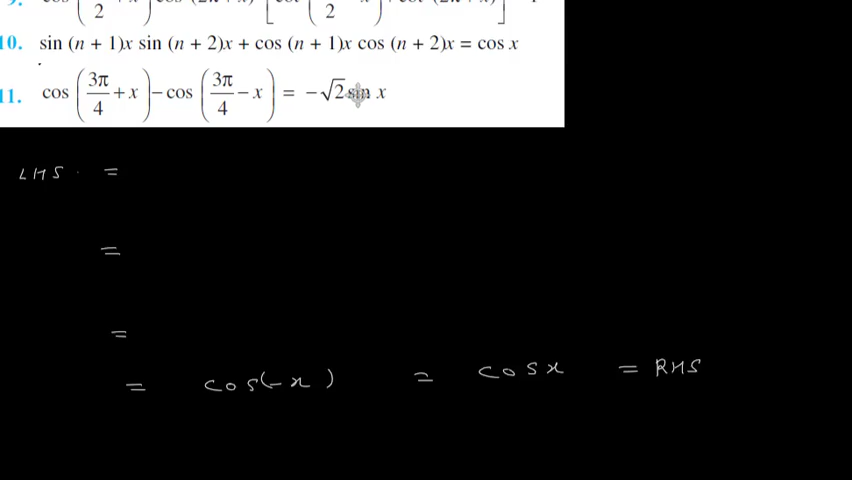 10. sin (n + 1)x sin (n + 2)x + cos (n + 1)x cos (n + 2)x = cos x
11. cos (3π/4 + x) − cos (3π/4 − x) = −√2 sin x
LHS =
=
=
= cos(−x) = cosx = RHS